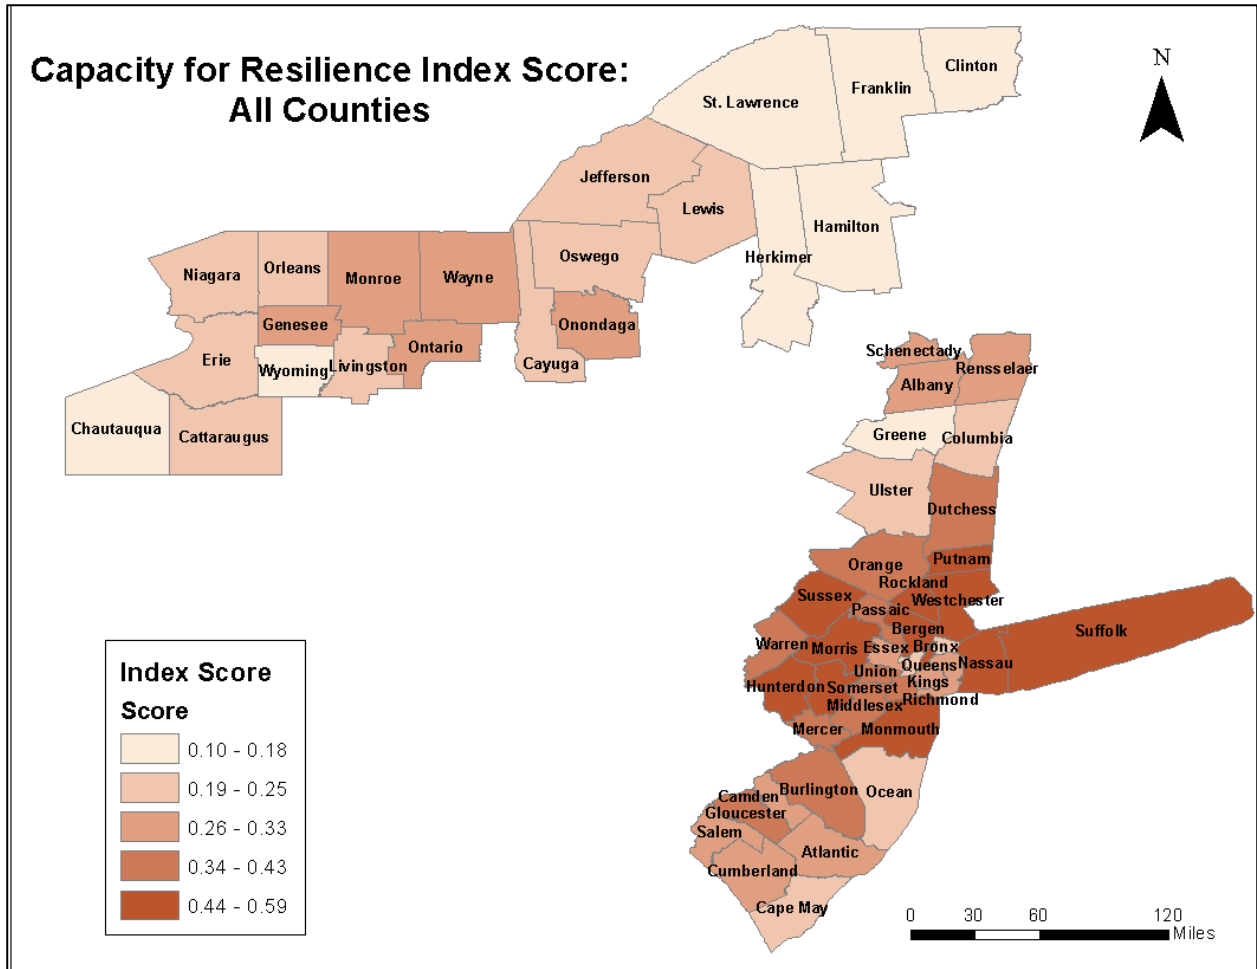 Capacity for Resilience Index Score:
All Counties
N
Clinton
Franklin
St. Lawrence
Jefferson
Lewis
Hamilton
Herkimer
Oswego
Niagara
Orleans
Monroe
Wayne
Genesee
Onondaga
Ontario
Erie
Wyoming
Livingston
Cayuga
Schenectady
Rensselaer
Albany
Chautauqua
Cattaraugus
Greene
Columbia
Ulster
Dutchess
Putnam
Orange
Rockland
Sussex
Westchester
Passaic
Bergen
Suffolk
Warren
Morris
Essex
Bronx
Queens
Nassau
Union
Kings
Hunterdon
Somerset
Richmond
Middlesex
Mercer
Monmouth
Burlington
Ocean
Camden
Gloucester
Salem
Atlantic
Cumberland
Cape May
Index Score
Score
0.10 - 0.18
0.19 - 0.25
0.26 - 0.33
0.34 - 0.43
0.44 - 0.59
0 30 60 120
Miles